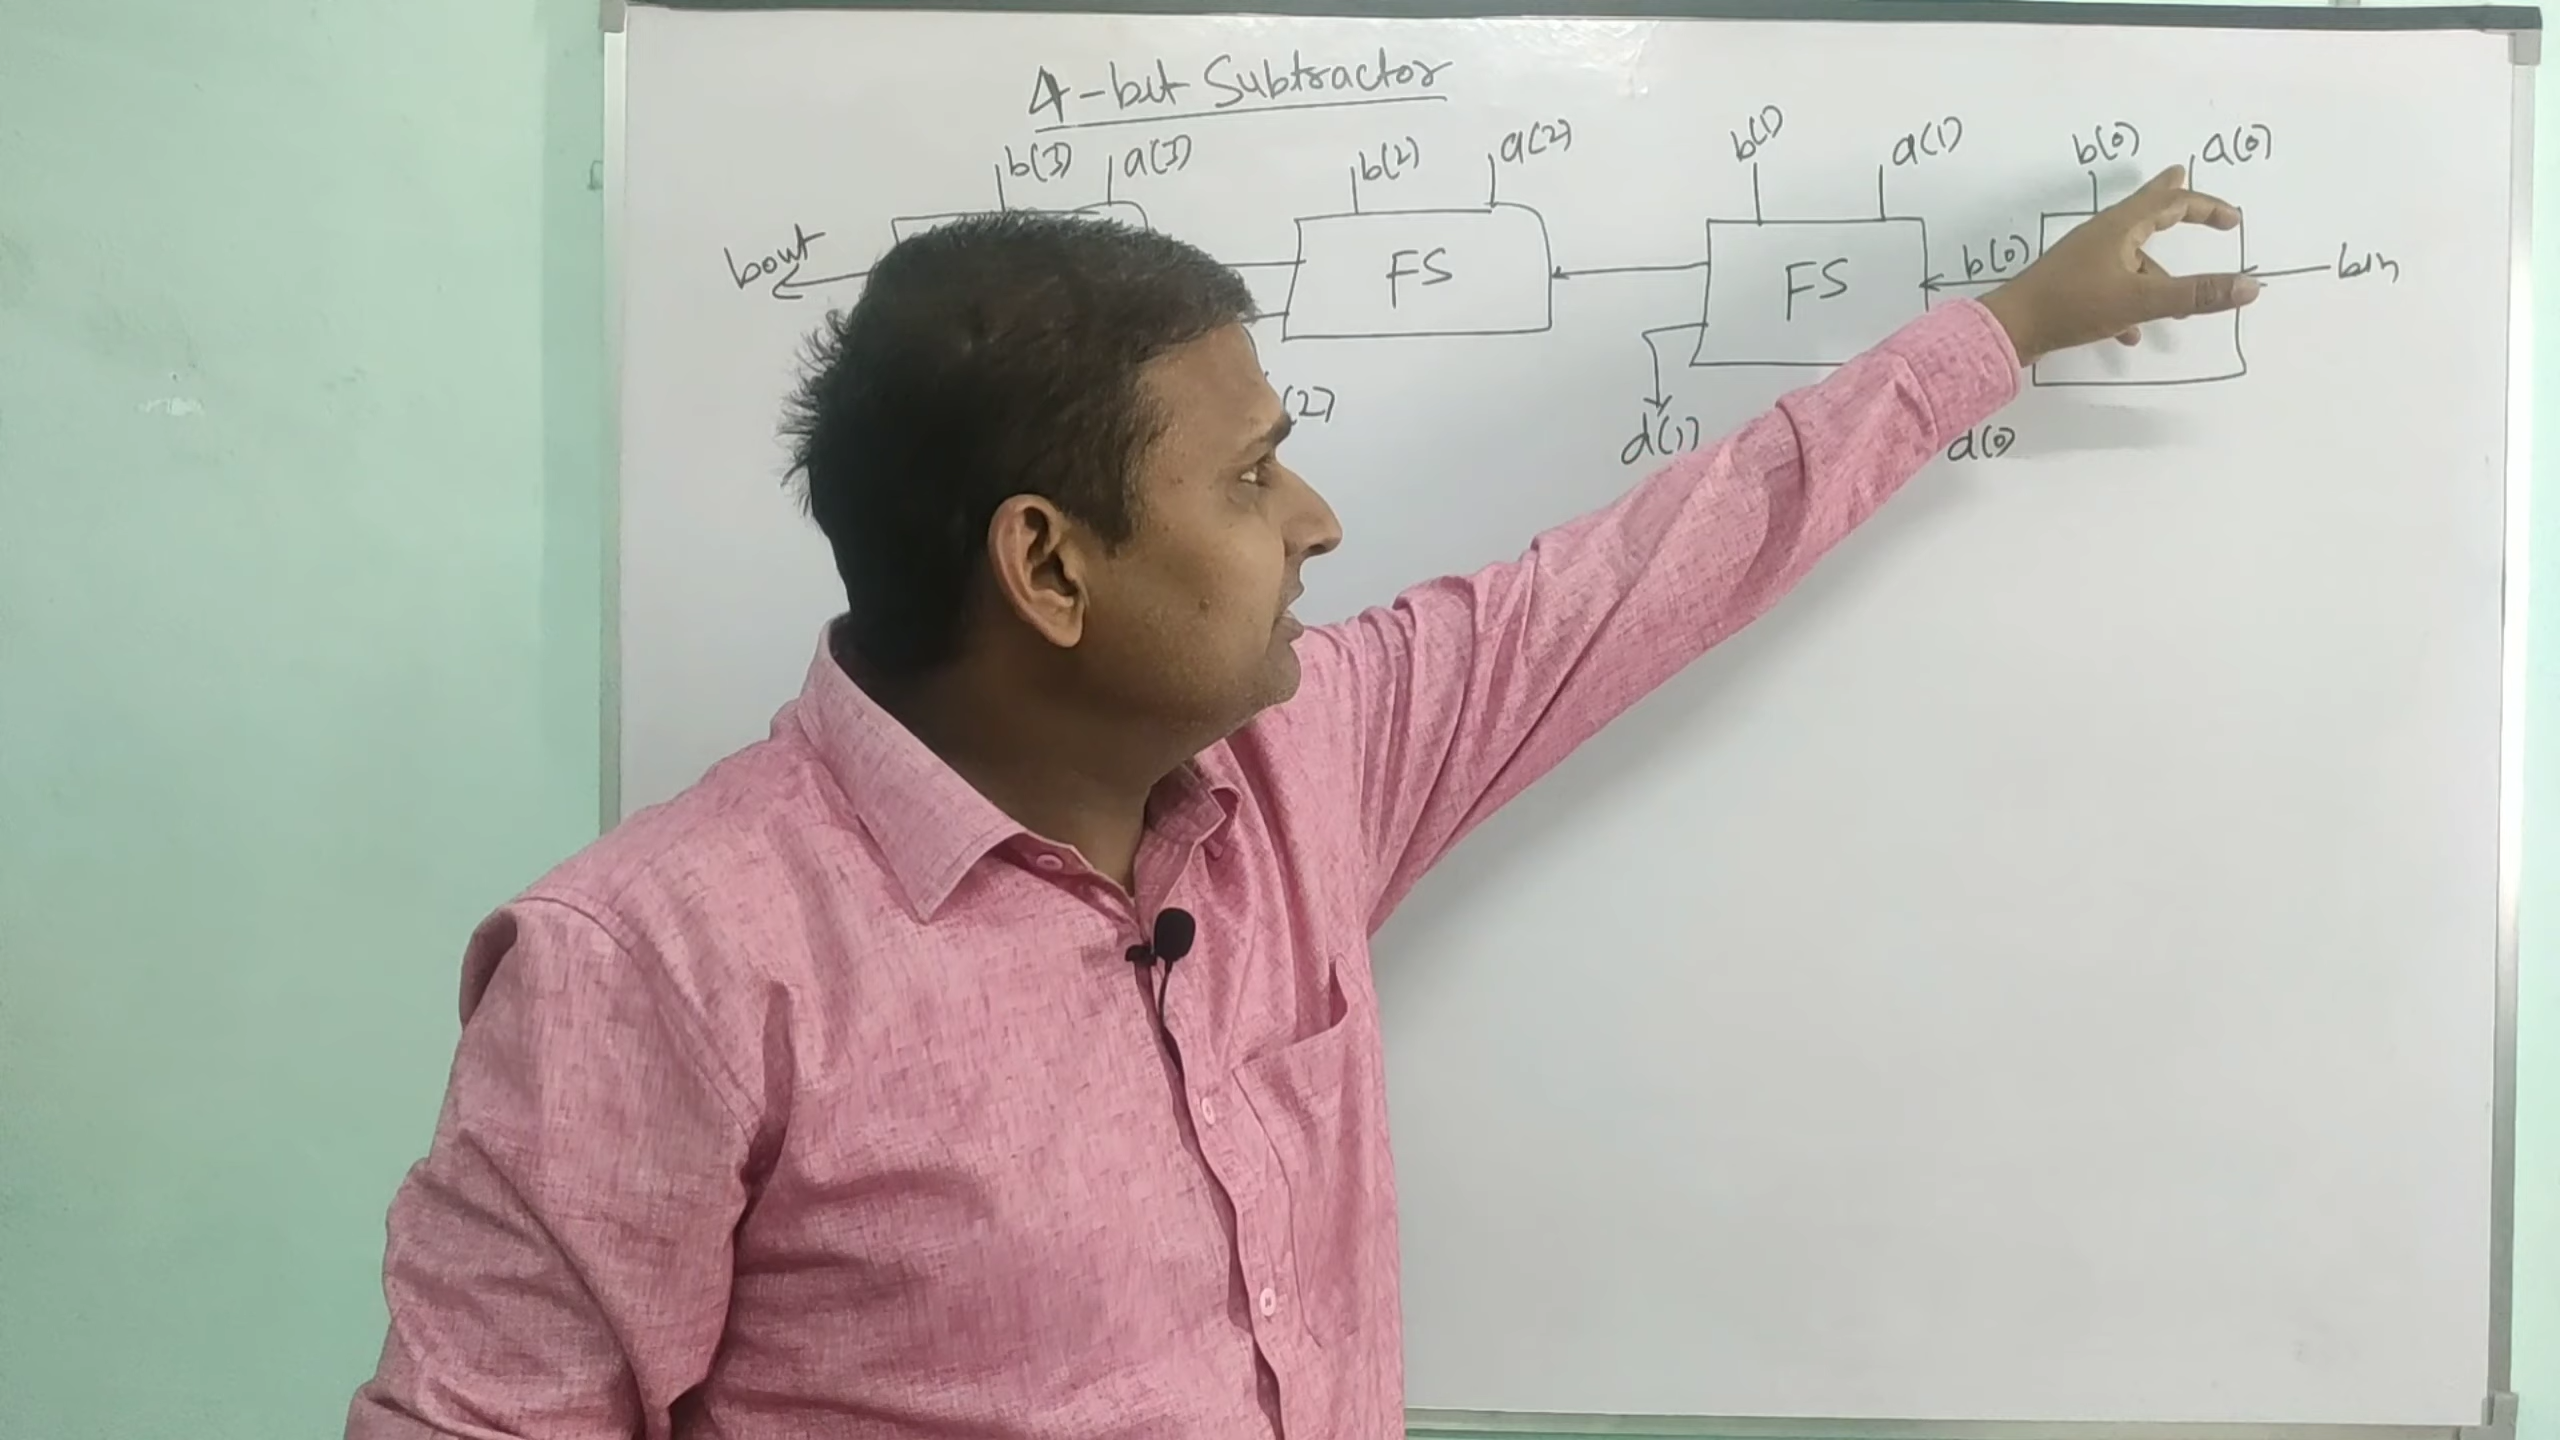 4-bit Subtractor
b(3) a(3) b(2) a(2) b(1) a(1) b(0) a(0)
bout FS FS b(0) bin
(2) d(1) d(0)